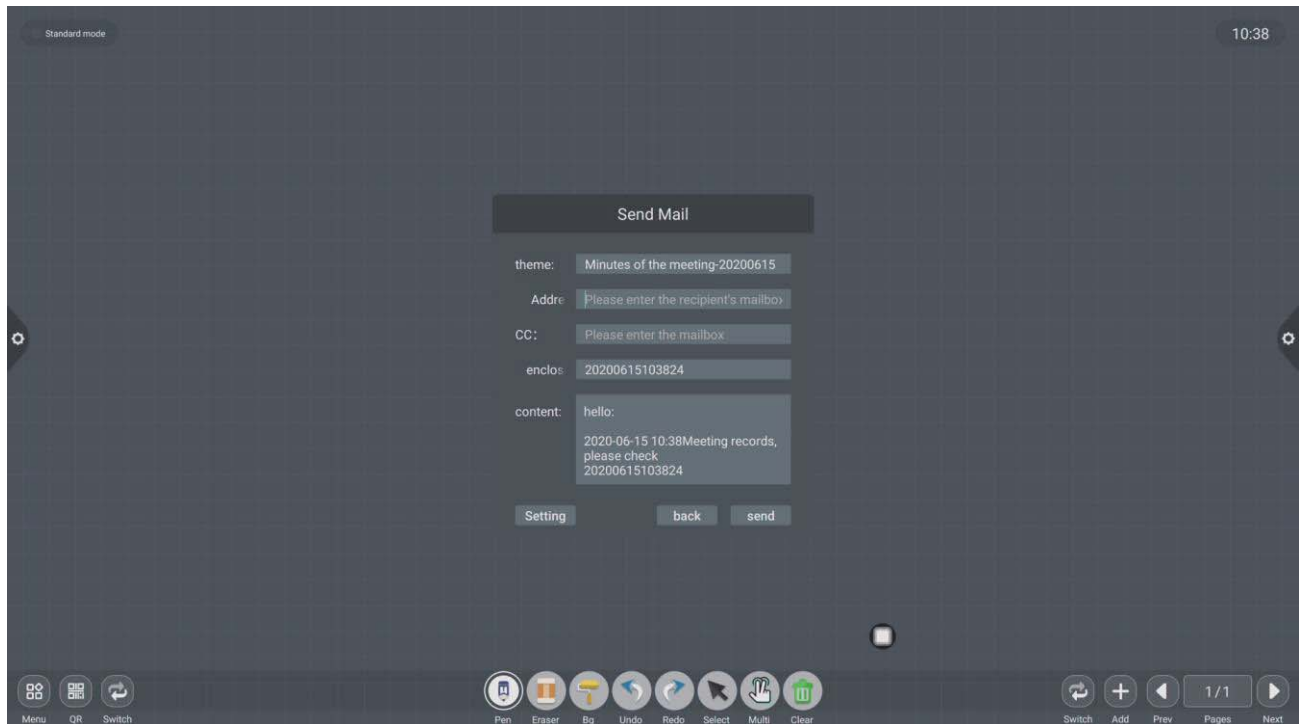 Standard mode
10:38
Send Mail
theme: Minutes of the meeting-20200615
Addre Please enter the recipient's mailbox
CC: Please enter the mailbox
enclos 20200615103824
content: hello:
2020-06-15 10:38Meeting records,
please check
20200615103824
Setting back send
1/1
Menu QR Switch Pen Eraser Bg Undo Redo Select Multi Clear Switch Add Prev Pages Next